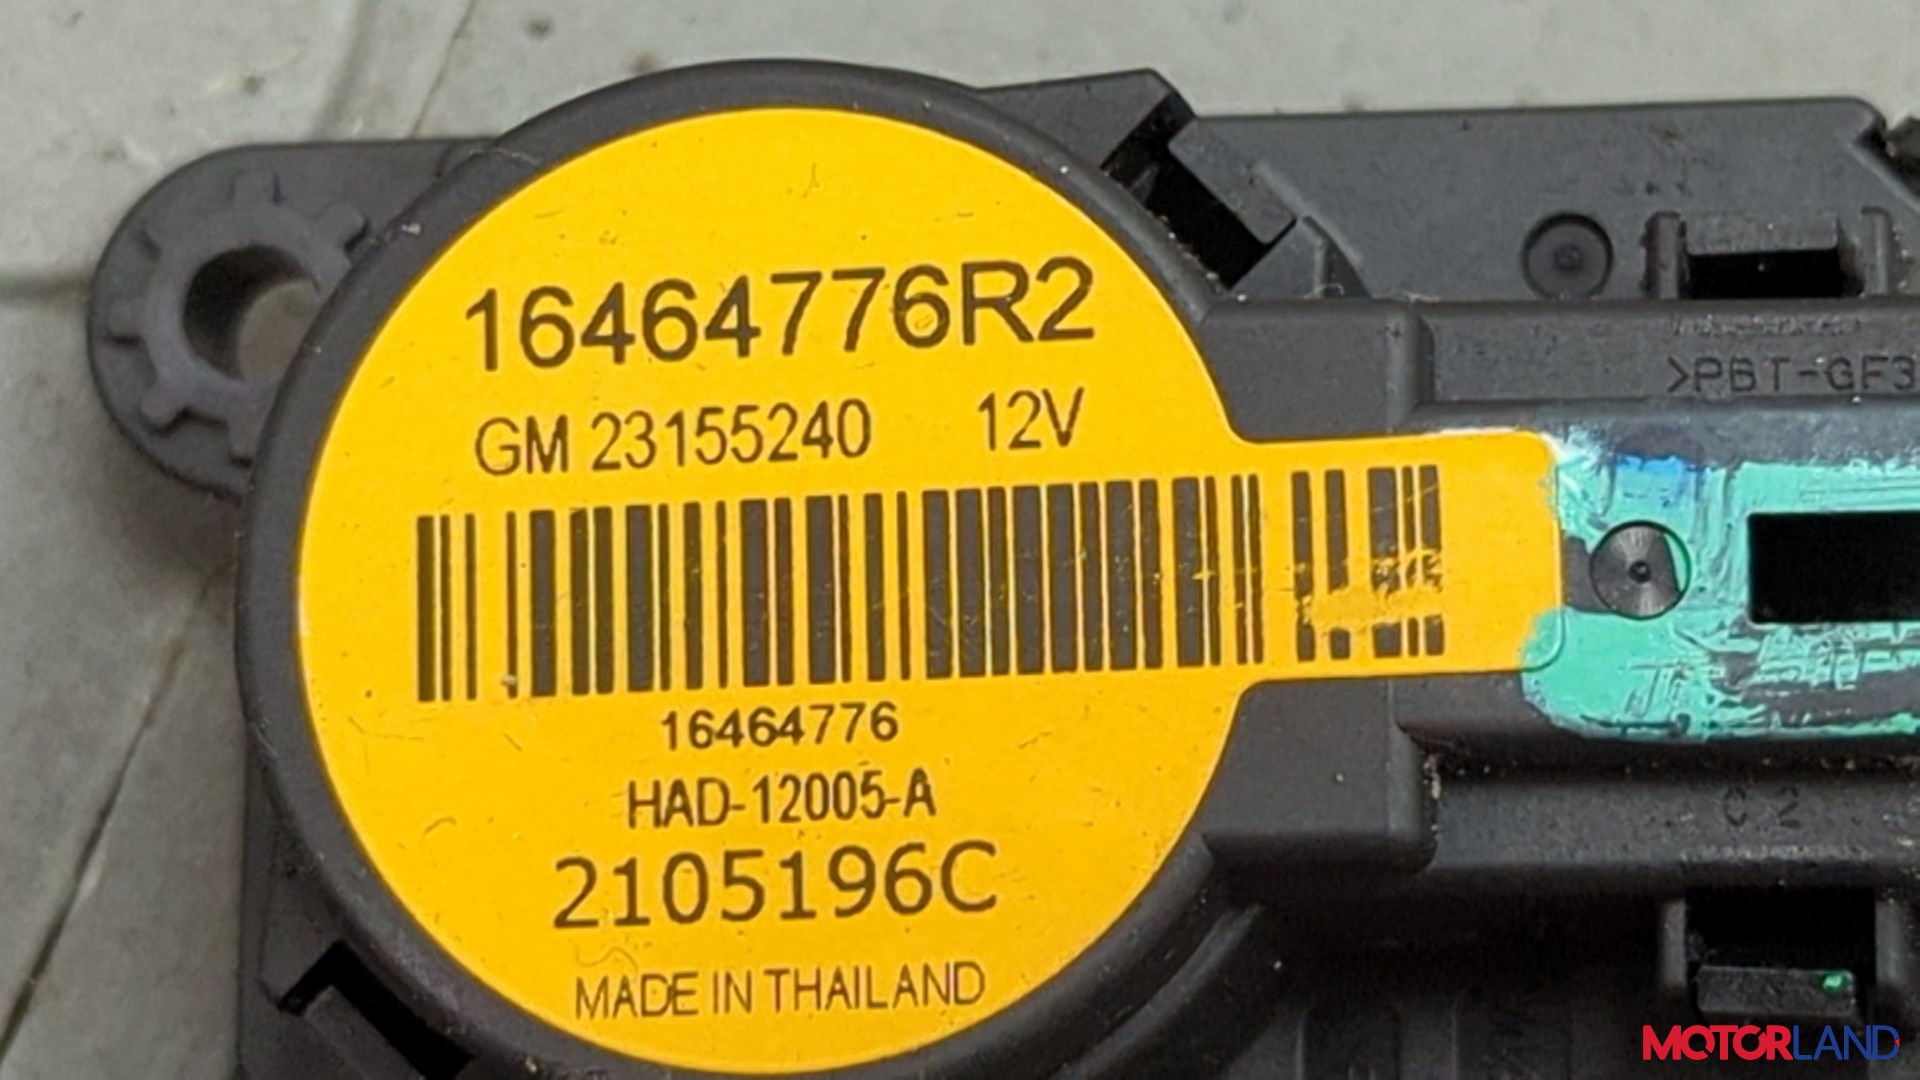 16464776R2
GM 23155240 12V
16464776
HAD-12005-A
2105196C
MADE IN THAILAND
>PBT-GF3
MOTORLAND